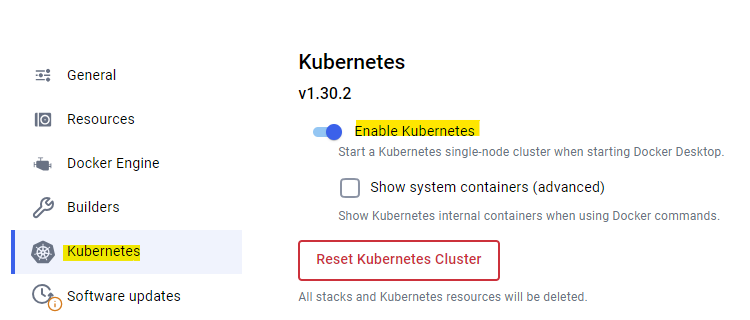 General
Resources
Docker Engine
Builders
Kubernetes
Software updates
Kubernetes
v1.30.2
Enable Kubernetes
Start a Kubernetes single-node cluster when starting Docker Desktop.
Show system containers (advanced)
Show Kubernetes internal containers when using Docker commands.
Reset Kubernetes Cluster
All stacks and Kubernetes resources will be deleted.